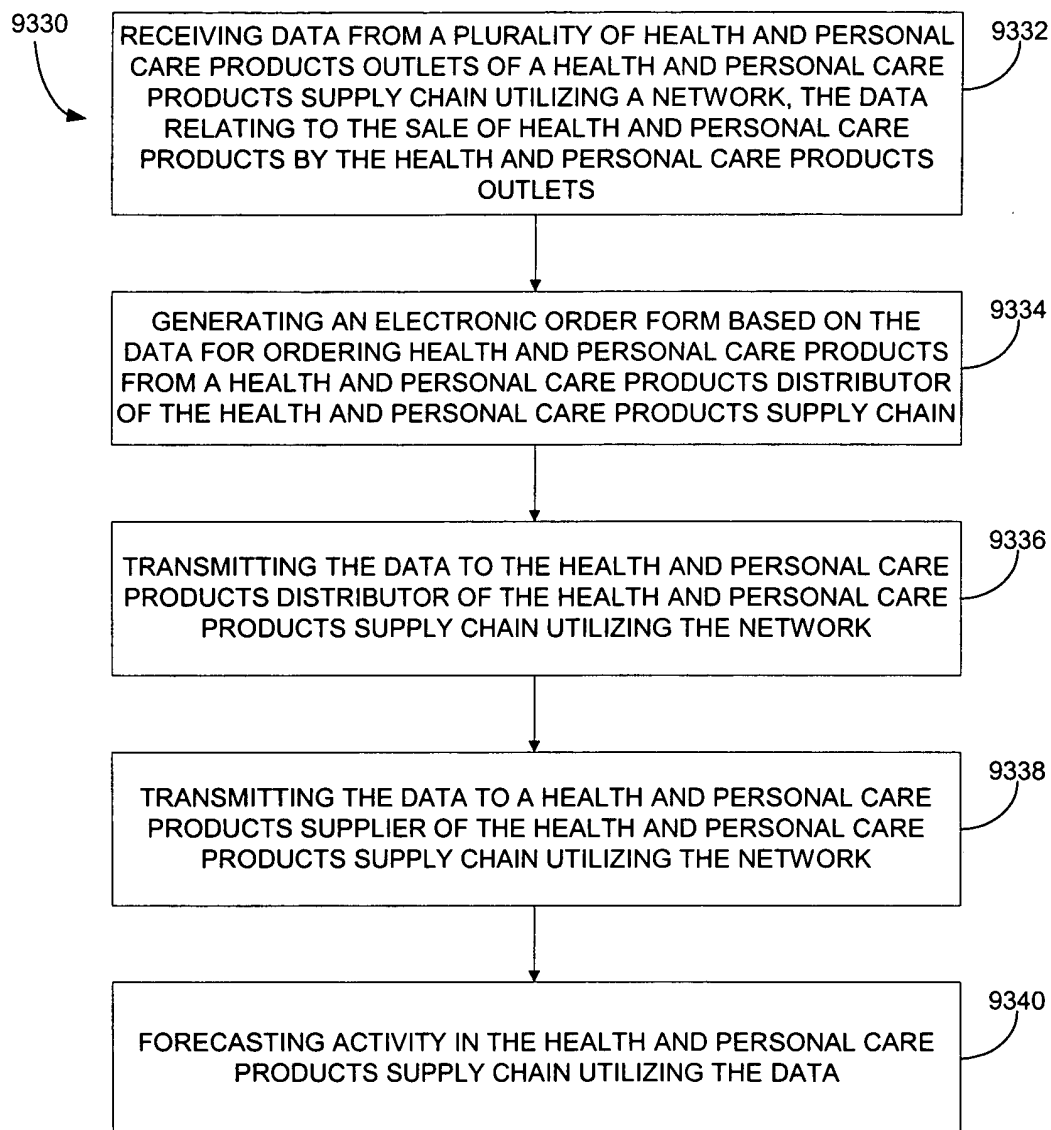 9330
RECEIVING DATA FROM A PLURALITY OF HEALTH AND PERSONAL
CARE PRODUCTS OUTLETS OF A HEALTH AND PERSONAL CARE
PRODUCTS SUPPLY CHAIN UTILIZING A NETWORK, THE DATA
RELATING TO THE SALE OF HEALTH AND PERSONAL CARE
PRODUCTS BY THE HEALTH AND PERSONAL CARE PRODUCTS
OUTLETS
9332
GENERATING AN ELECTRONIC ORDER FORM BASED ON THE
DATA FOR ORDERING HEALTH AND PERSONAL CARE PRODUCTS
FROM A HEALTH AND PERSONAL CARE PRODUCTS DISTRIBUTOR
OF THE HEALTH AND PERSONAL CARE PRODUCTS SUPPLY CHAIN
9334
TRANSMITTING THE DATA TO THE HEALTH AND PERSONAL CARE
PRODUCTS DISTRIBUTOR OF THE HEALTH AND PERSONAL CARE
PRODUCTS SUPPLY CHAIN UTILIZING THE NETWORK
9336
TRANSMITTING THE DATA TO A HEALTH AND PERSONAL CARE
PRODUCTS SUPPLIER OF THE HEALTH AND PERSONAL CARE
PRODUCTS SUPPLY CHAIN UTILIZING THE NETWORK
9338
FORECASTING ACTIVITY IN THE HEALTH AND PERSONAL CARE
PRODUCTS SUPPLY CHAIN UTILIZING THE DATA
9340